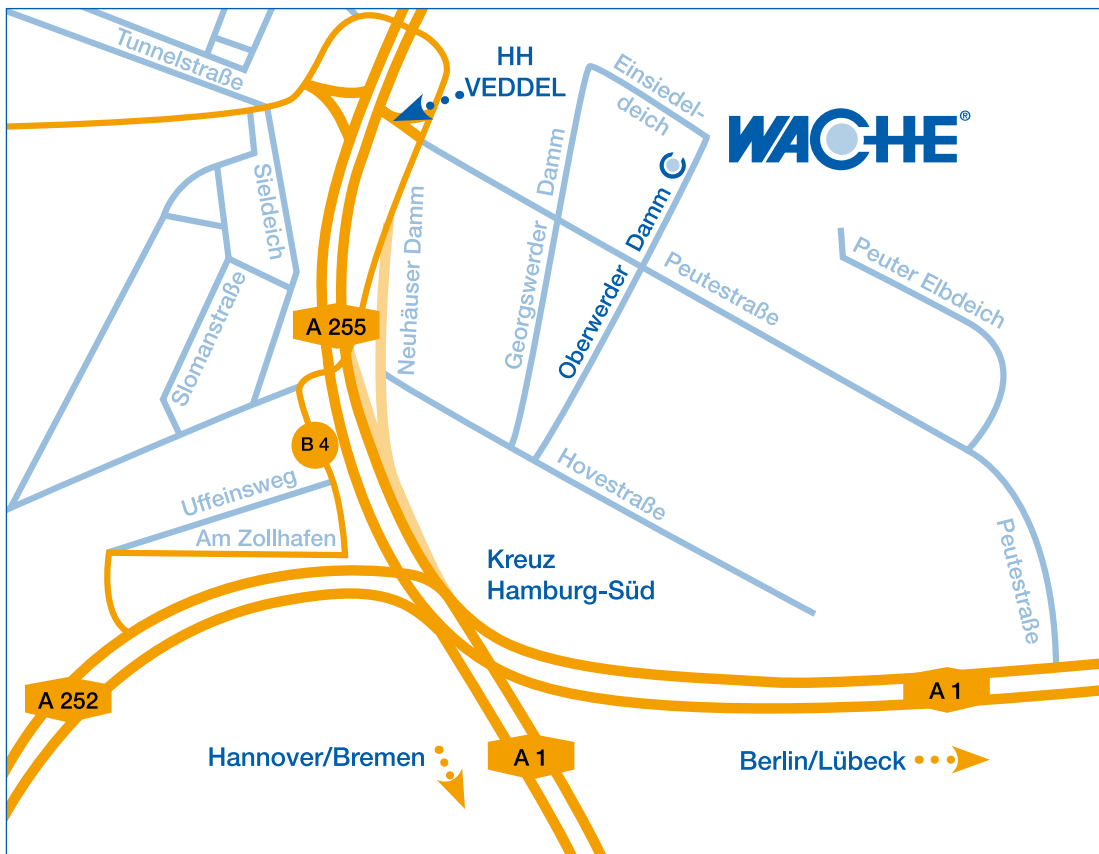 Tunnelstraße
HH
VEDDEL
Einsiedel-
deich
WACHE®
Sieldeich
Neuhäuser Damm
Georgswerder Damm
Oberwerder Damm
Peutestraße
Peuter Elbdeich
Slomanstraße
A 255
B 4
Uffeinsweg
Am Zollhafen
Hovestraße
Kreuz
Hamburg-Süd
Peutestraße
A 252
A 1
Hannover/Bremen
A 1
Berlin/Lübeck